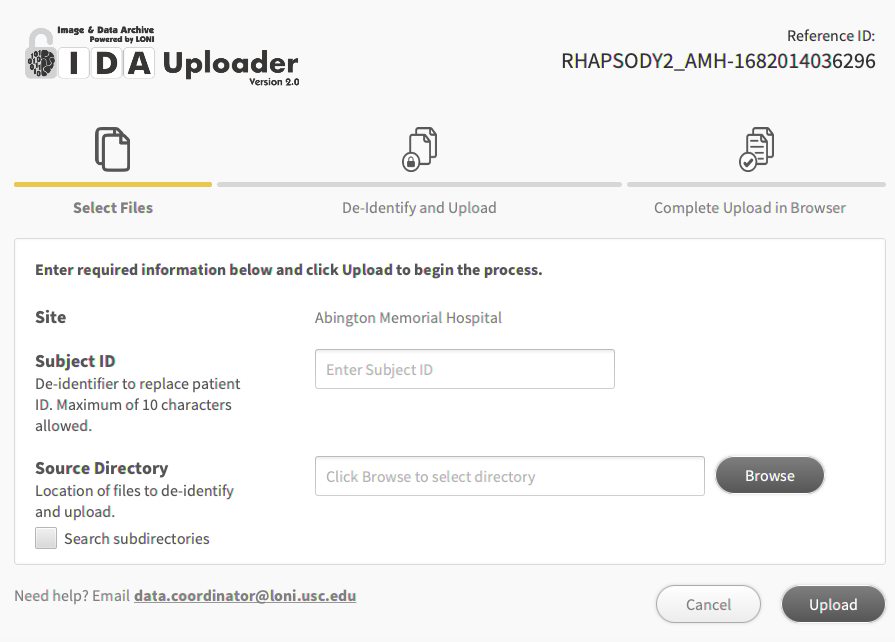 Image & Data Archive
Powered by LONI
IDA Uploader
Version 2.0
Reference ID:
RHAPSODY2_AMH-1682014036296
Select Files
De-Identify and Upload
Complete Upload in Browser
Enter required information below and click Upload to begin the process.
Site
Abington Memorial Hospital
Subject ID
De-identifier to replace patient
ID. Maximum of 10 characters
allowed.
Enter Subject ID
Source Directory
Location of files to de-identify
and upload.
Click Browse to select directory
Browse
Search subdirectories
Need help? Email data.coordinator@loni.usc.edu
Cancel
Upload